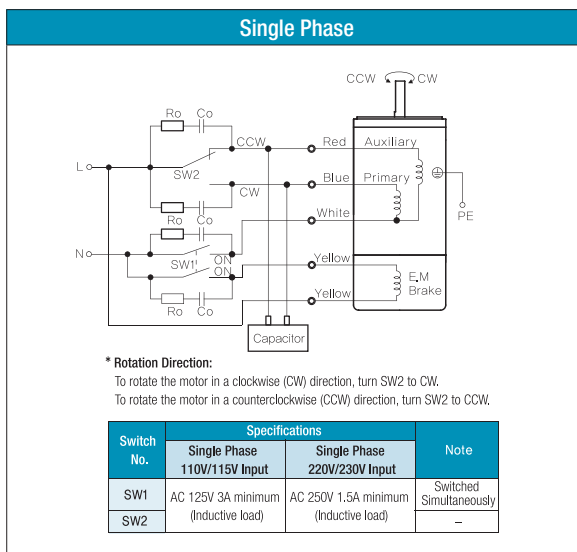 Single Phase
CCW CW
Ro Co
CCW Red Auxiliary
L
SW2
Blue Primary
CW
PE
Ro Co
White
N
SW1 ON
ON
Yellow
E.M
Brake
Yellow
Ro Co
Capacitor
* Rotation Direction:
To rotate the motor in a clockwise (CW) direction, turn SW2 to CW.
To rotate the motor in a counterclockwise (CCW) direction, turn SW2 to CCW.
Switch No.
Specifications
Note
Single Phase 110V/115V Input
Single Phase 220V/230V Input
SW1
AC 125V 3A minimum
(Inductive load)
AC 250V 1.5A minimum
(Inductive load)
Switched
Simultaneously
SW2
–